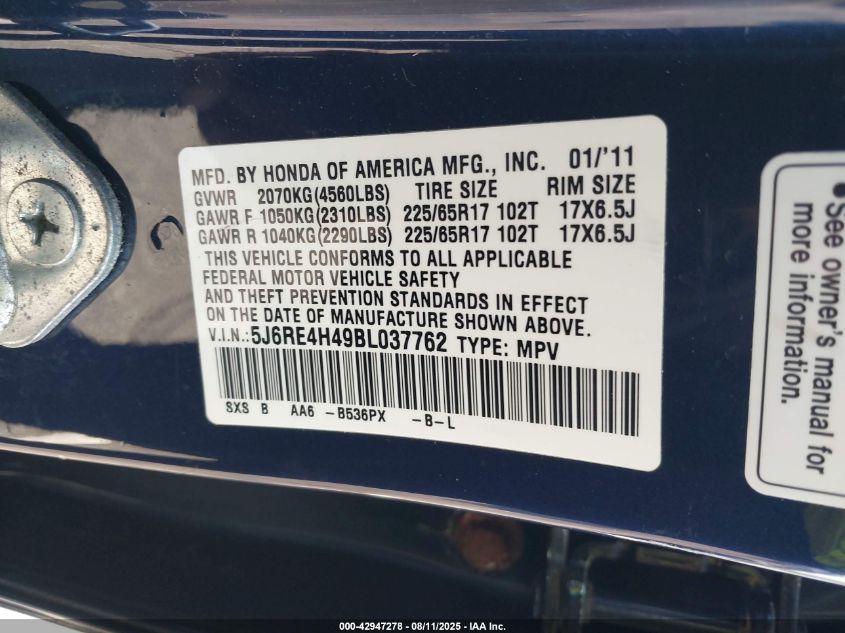 MFD. BY HONDA OF AMERICA MFG., INC. 01/'11
GVWR 2070KG(4560LBS) TIRE SIZE RIM SIZE
GAWR F 1050KG(2310LBS) 225/65R17 102T 17X6.5J
GAWR R 1040KG(2290LBS) 225/65R17 102T 17X6.5J
THIS VEHICLE CONFORMS TO ALL APPLICABLE
FEDERAL MOTOR VEHICLE SAFETY
AND THEFT PREVENTION STANDARDS IN EFFECT
ON THE DATE OF MANUFACTURE SHOWN ABOVE.
V.I.N.:5J6RE4H49BL037762 TYPE: MPV
SXS B AA6 -B536PX -B-L
• See owner's manual for
more information.
000-42947278 - 08/11/2025 - IAA Inc.